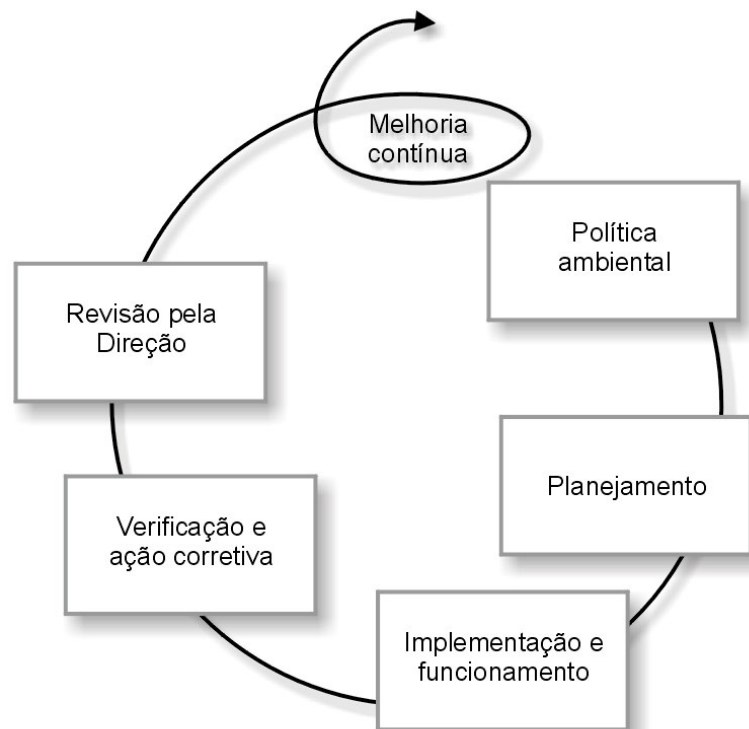 Melhoria
contínua
Política
ambiental
Planejamento
Implementação e
funcionamento
Verificação e
ação corretiva
Revisão pela
Direção